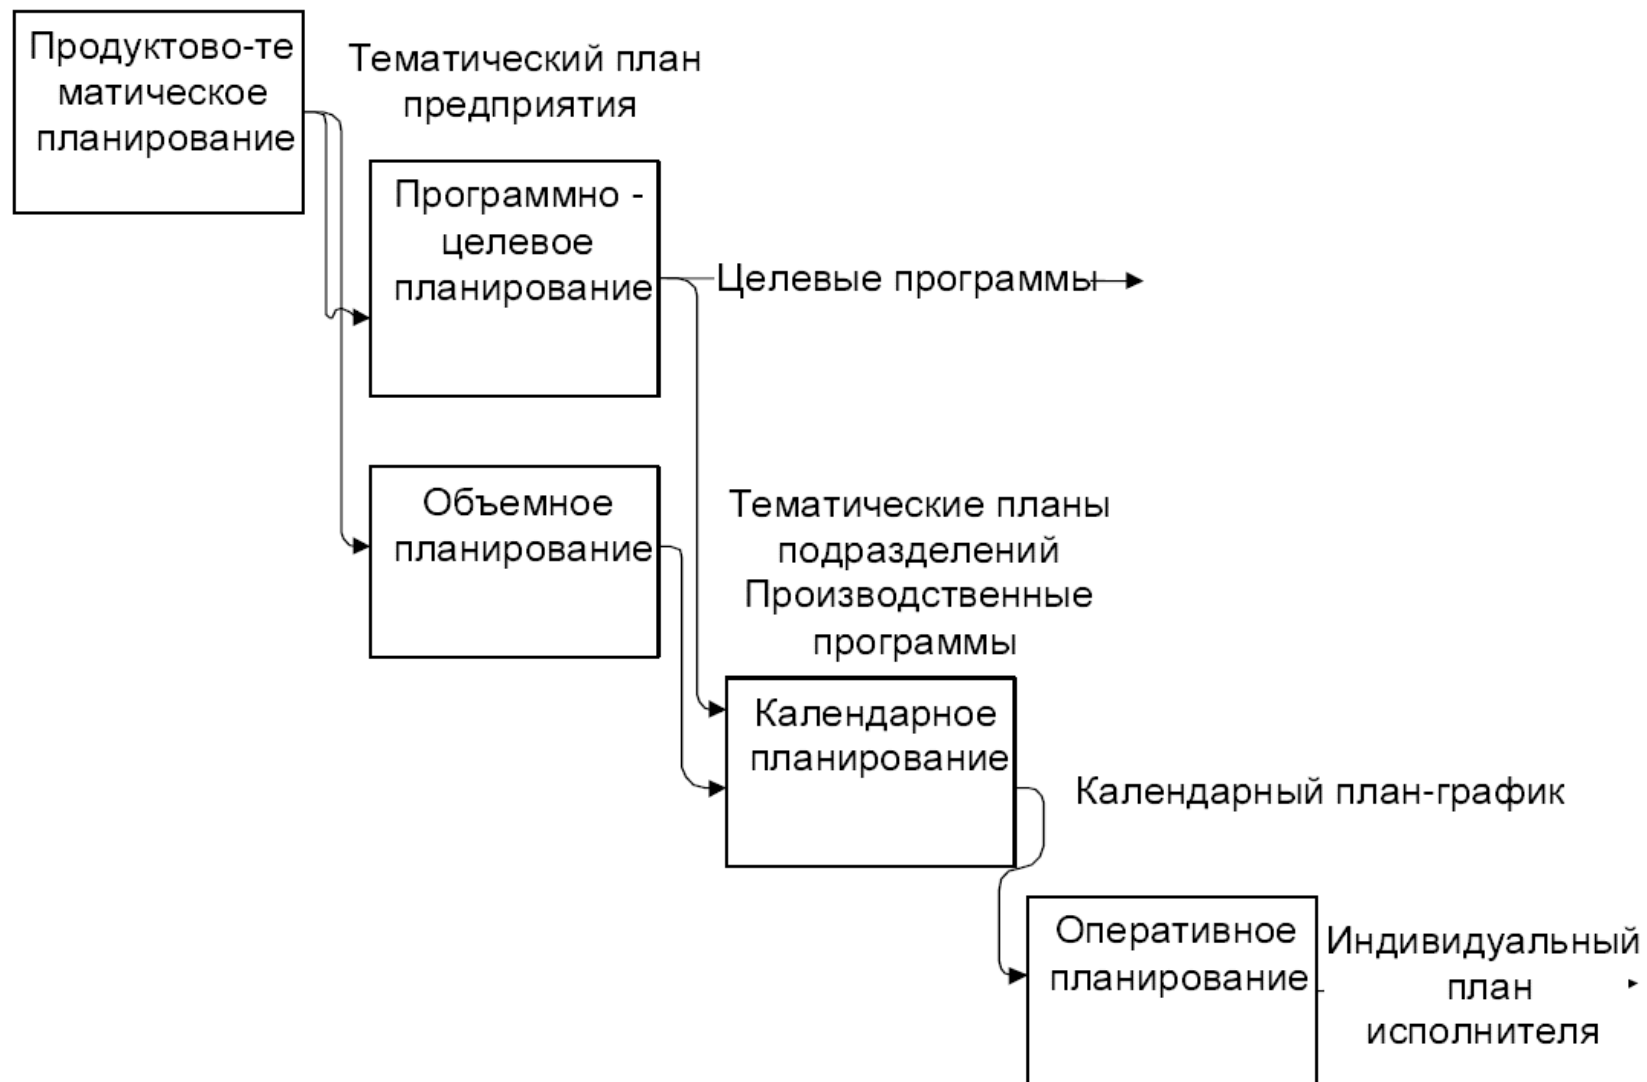 Продуктово-те
матическое
планирование
Тематический план
предприятия
Программно -
целевое
планирование
Целевые программы
Объемное
планирование
Тематические планы
подразделений
Производственные
программы
Календарное
планирование
Календарный план-график
Оперативное
планирование
Индивидуальный
план
исполнителя